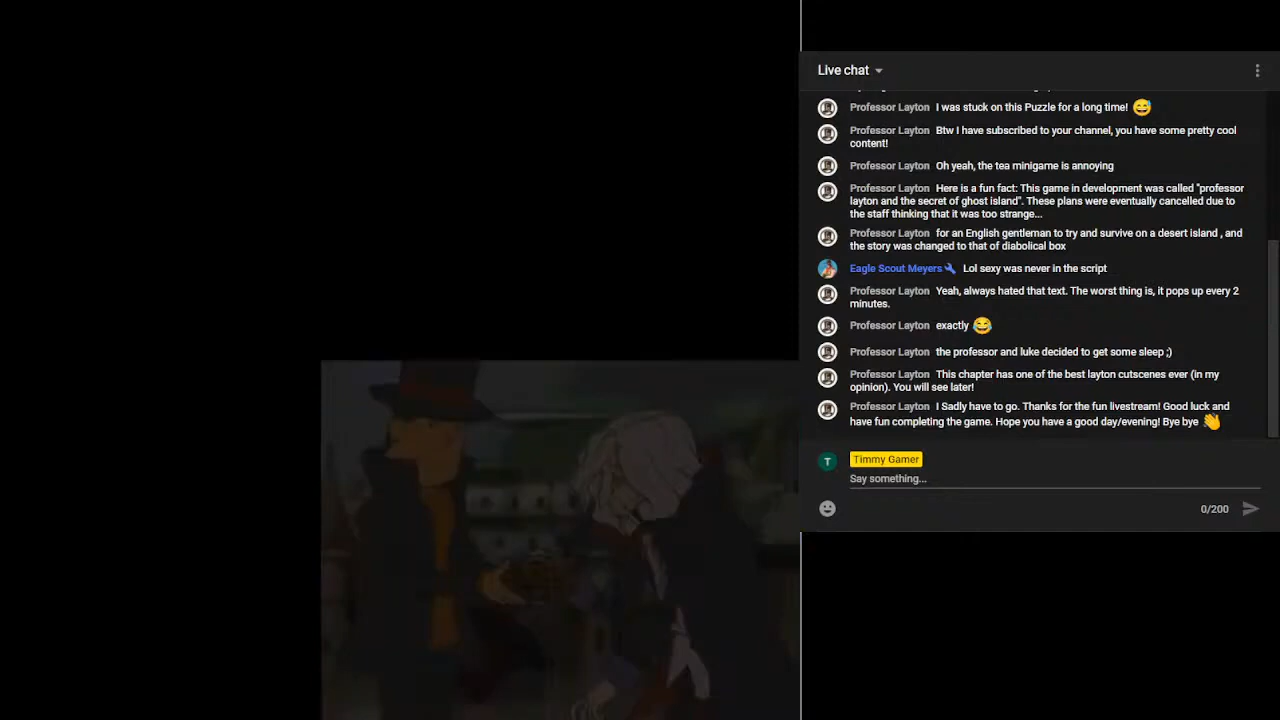 Live chat
Professor Layton I was stuck on this Puzzle for a long time! 😅
Professor Layton Btw I have subscribed to your channel, you have some pretty cool
content!
Professor Layton Oh yeah, the tea minigame is annoying
Professor Layton Here is a fun fact: This game in development was called "professor
layton and the secret of ghost island". These plans were eventually cancelled due to
the staff thinking that it was too strange...
Professor Layton for an English gentleman to try and survive on a desert island , and
the story was changed to that of diabolical box
Eagle Scout Meyers Lol sexy was never in the script
Professor Layton Yeah, always hated that text. The worst thing is, it pops up every 2
minutes.
Professor Layton exactly 😂
Professor Layton the professor and luke decided to get some sleep ;)
Professor Layton This chapter has one of the best layton cutscenes ever (in my
opinion). You will see later!
Professor Layton I Sadly have to go. Thanks for the fun livestream! Good luck and
have fun completing the game. Hope you have a good day/evening! Bye bye 👋
T Timmy Gamer
Say something...
0/200